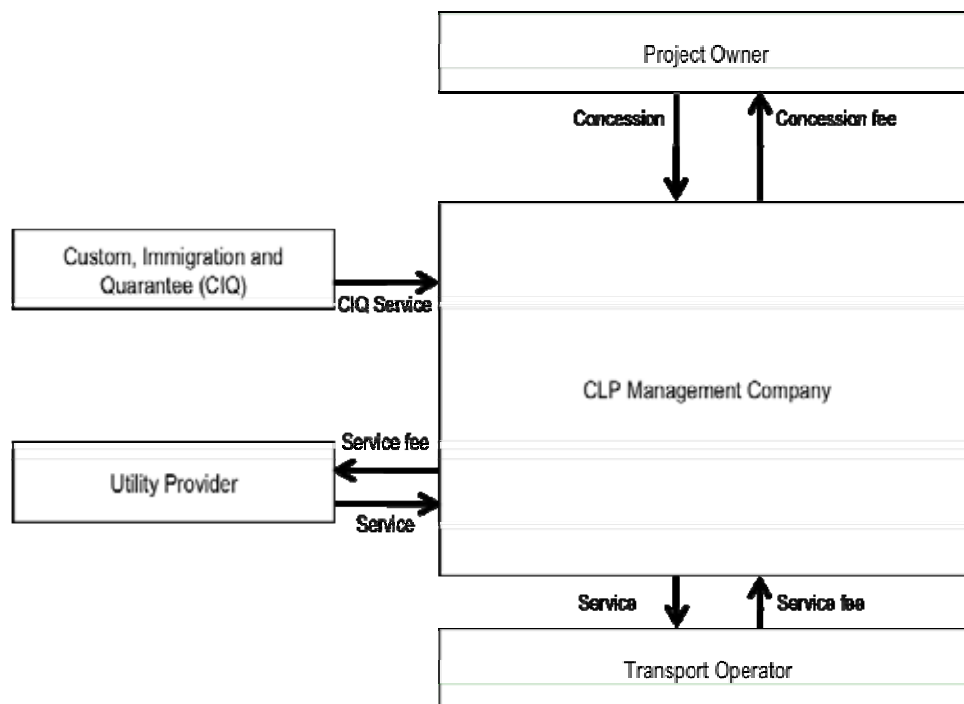 Project Owner
Concession
Concession fee
Custom, Immigration and
Quarantee (CIQ)
CIQ Service
CLP Management Company
Service fee
Utility Provider
Service
Service
Service fee
Transport Operator